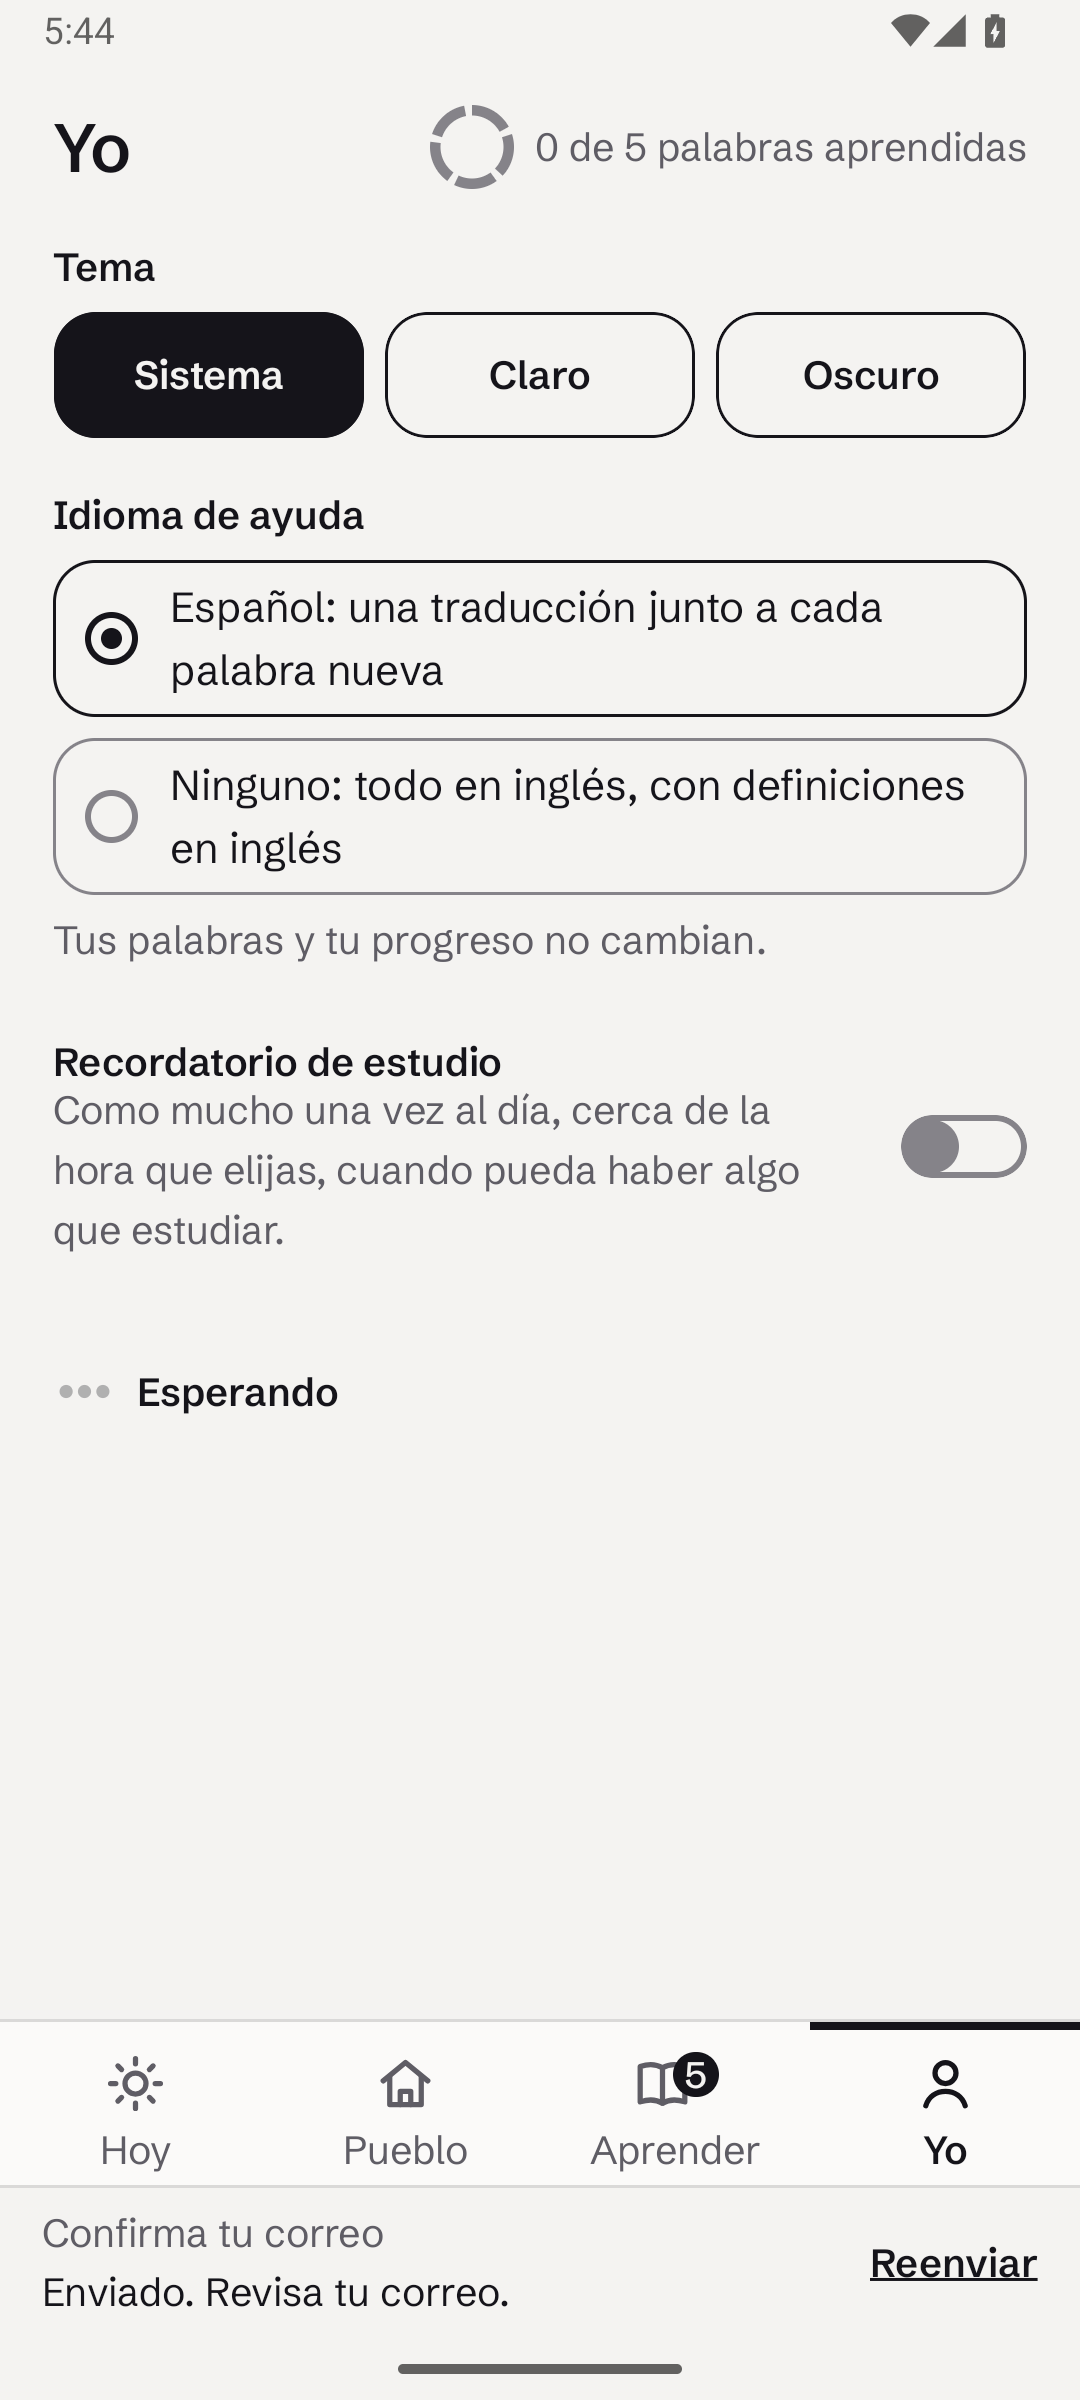 5:44
Yo
0 de 5 palabras aprendidas
Tema
Sistema
Claro
Oscuro
Idioma de ayuda
Español: una traducción junto a cada
palabra nueva
Ninguno: todo en inglés, con definiciones
en inglés
Tus palabras y tu progreso no cambian.
Recordatorio de estudio
Como mucho una vez al día, cerca de la
hora que elijas, cuando pueda haber algo
que estudiar.
Esperando
5
Hoy
Pueblo
Aprender
Yo
Confirma tu correo
Enviado. Revisa tu correo.
Reenviar